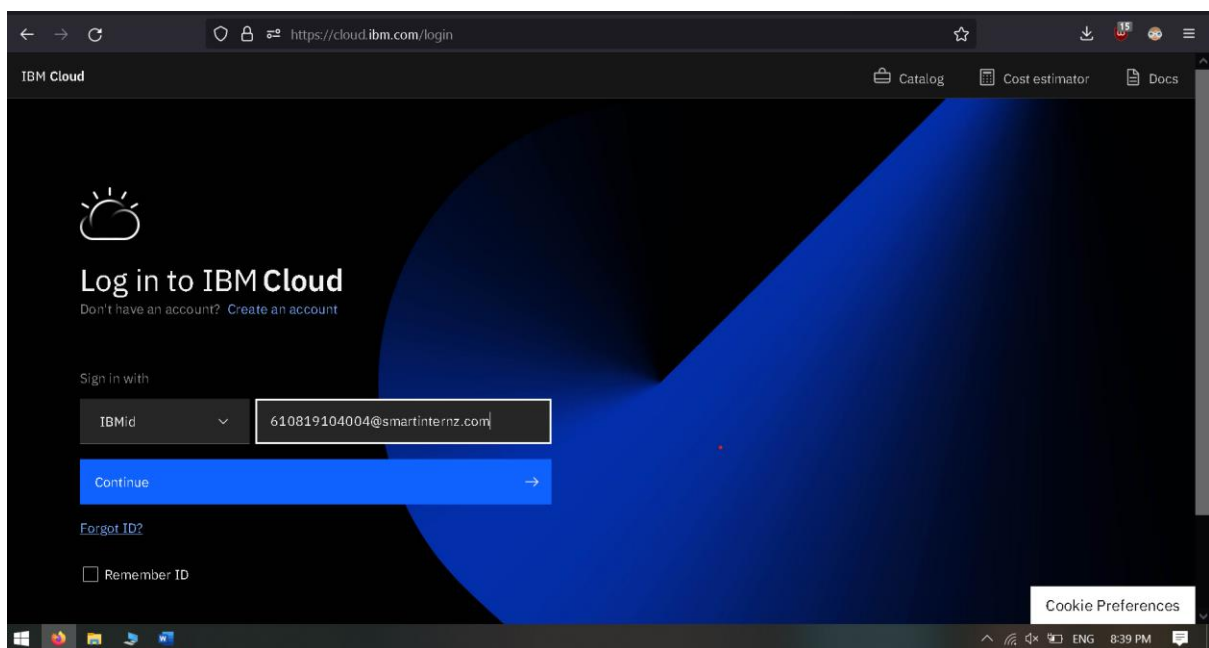 https://cloud.ibm.com/login
15
IBM Cloud
Catalog
Cost estimator
Docs
Log in to IBM Cloud
Don't have an account? Create an account
Sign in with
IBMid
610819104004@smartinternz.com
Continue
Forgot ID?
Remember ID
Cookie Preferences
ENG
8:39 PM